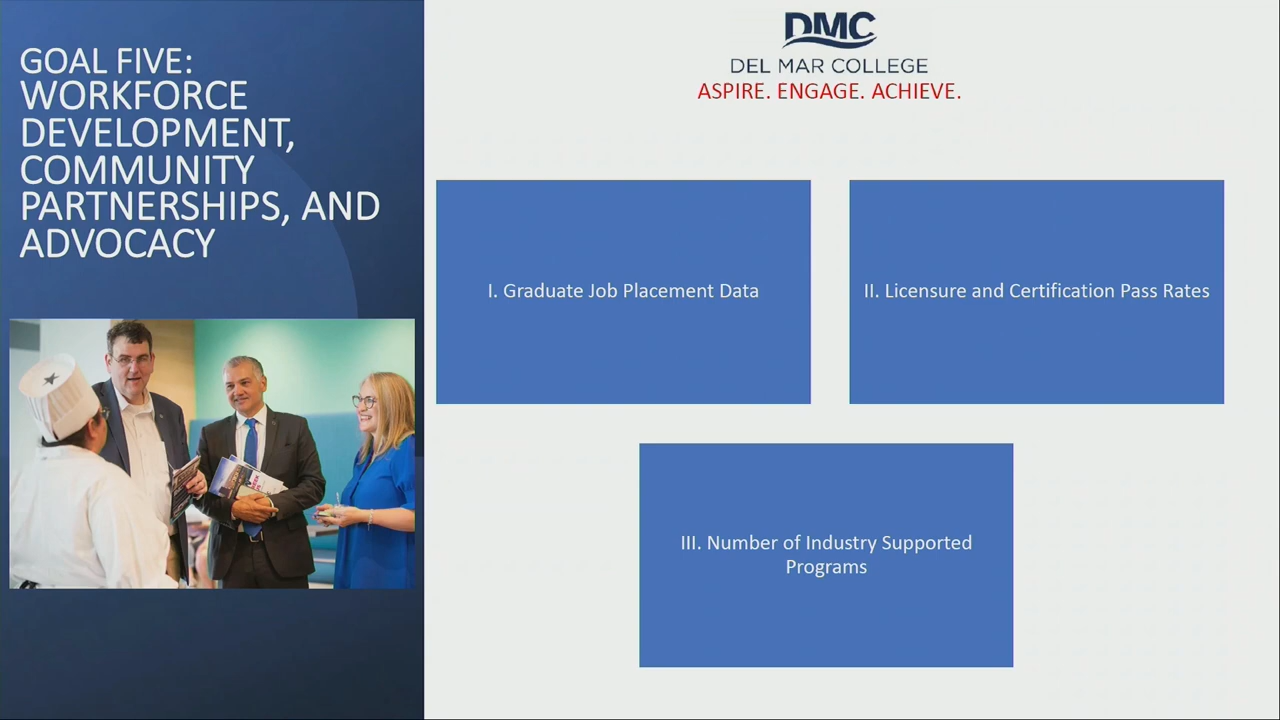 GOAL FIVE:
WORKFORCE
DEVELOPMENT,
COMMUNITY
PARTNERSHIPS, AND
ADVOCACY
DMC
DEL MAR COLLEGE
ASPIRE. ENGAGE. ACHIEVE.
I. Graduate Job Placement Data
II. Licensure and Certification Pass Rates
III. Number of Industry Supported
Programs